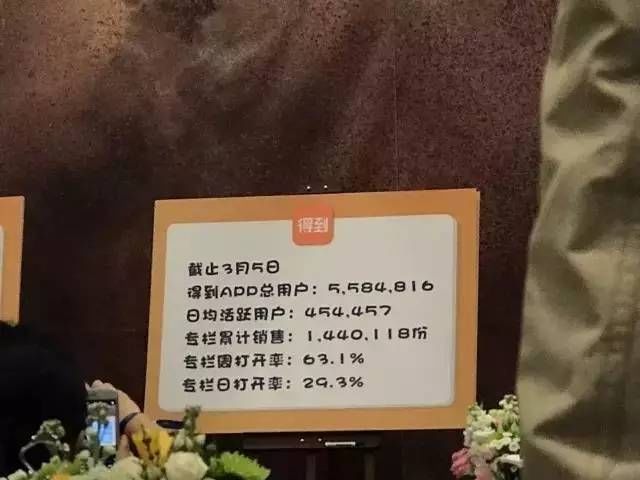 得到
截止3月5日
得到APP总用户：5,584,816
日均活跃用户：454,457
专栏累计销售：1,440,118份
专栏周打开率：63.1%
专栏日打开率：29.3%